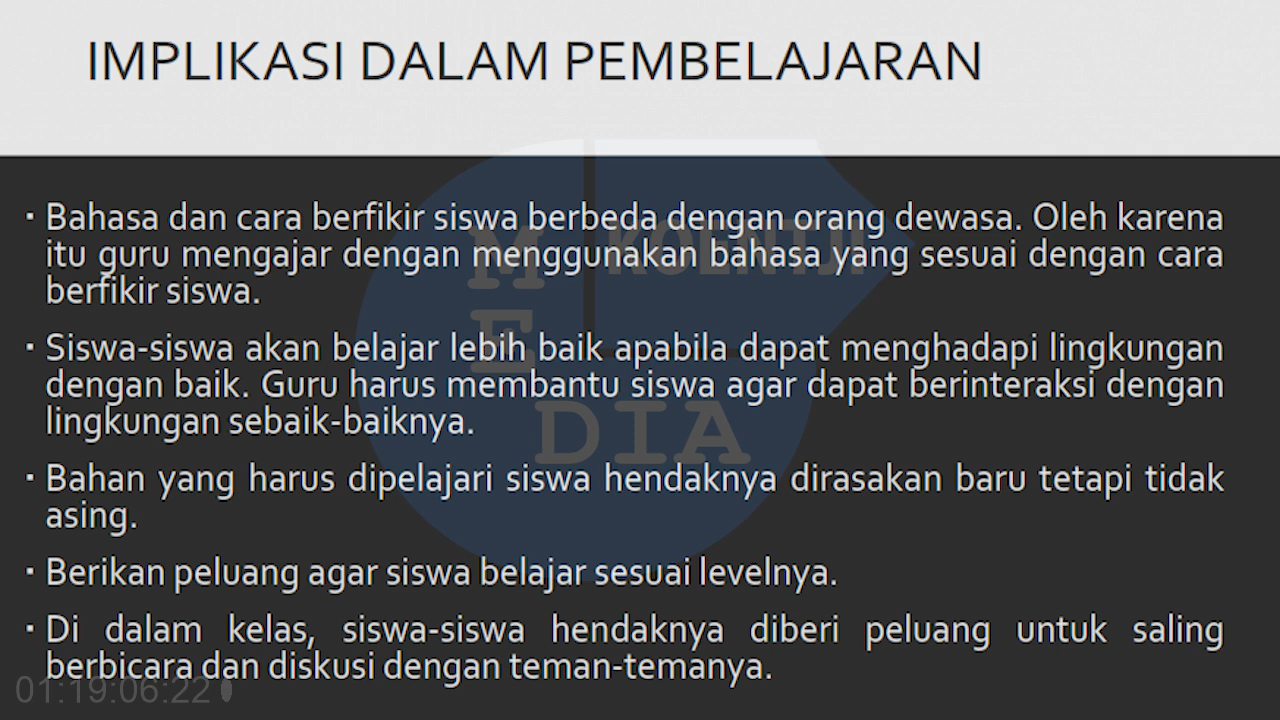 IMPLIKASI DALAM PEMBELAJARAN
▪ Bahasa dan cara berfikir siswa berbeda dengan orang dewasa. Oleh karena
itu guru mengajar dengan menggunakan bahasa yang sesuai dengan cara
berfikir siswa.
▪ Siswa-siswa akan belajar lebih baik apabila dapat menghadapi lingkungan
dengan baik. Guru harus membantu siswa agar dapat berinteraksi dengan
lingkungan sebaik-baiknya.
▪ Bahan yang harus dipelajari siswa hendaknya dirasakan baru tetapi tidak
asing.
▪ Berikan peluang agar siswa belajar sesuai levelnya.
▪ Di dalam kelas, siswa-siswa hendaknya diberi peluang untuk saling
berbicara dan diskusi dengan teman-temanya.
M
E
DIA
01:19:06:22